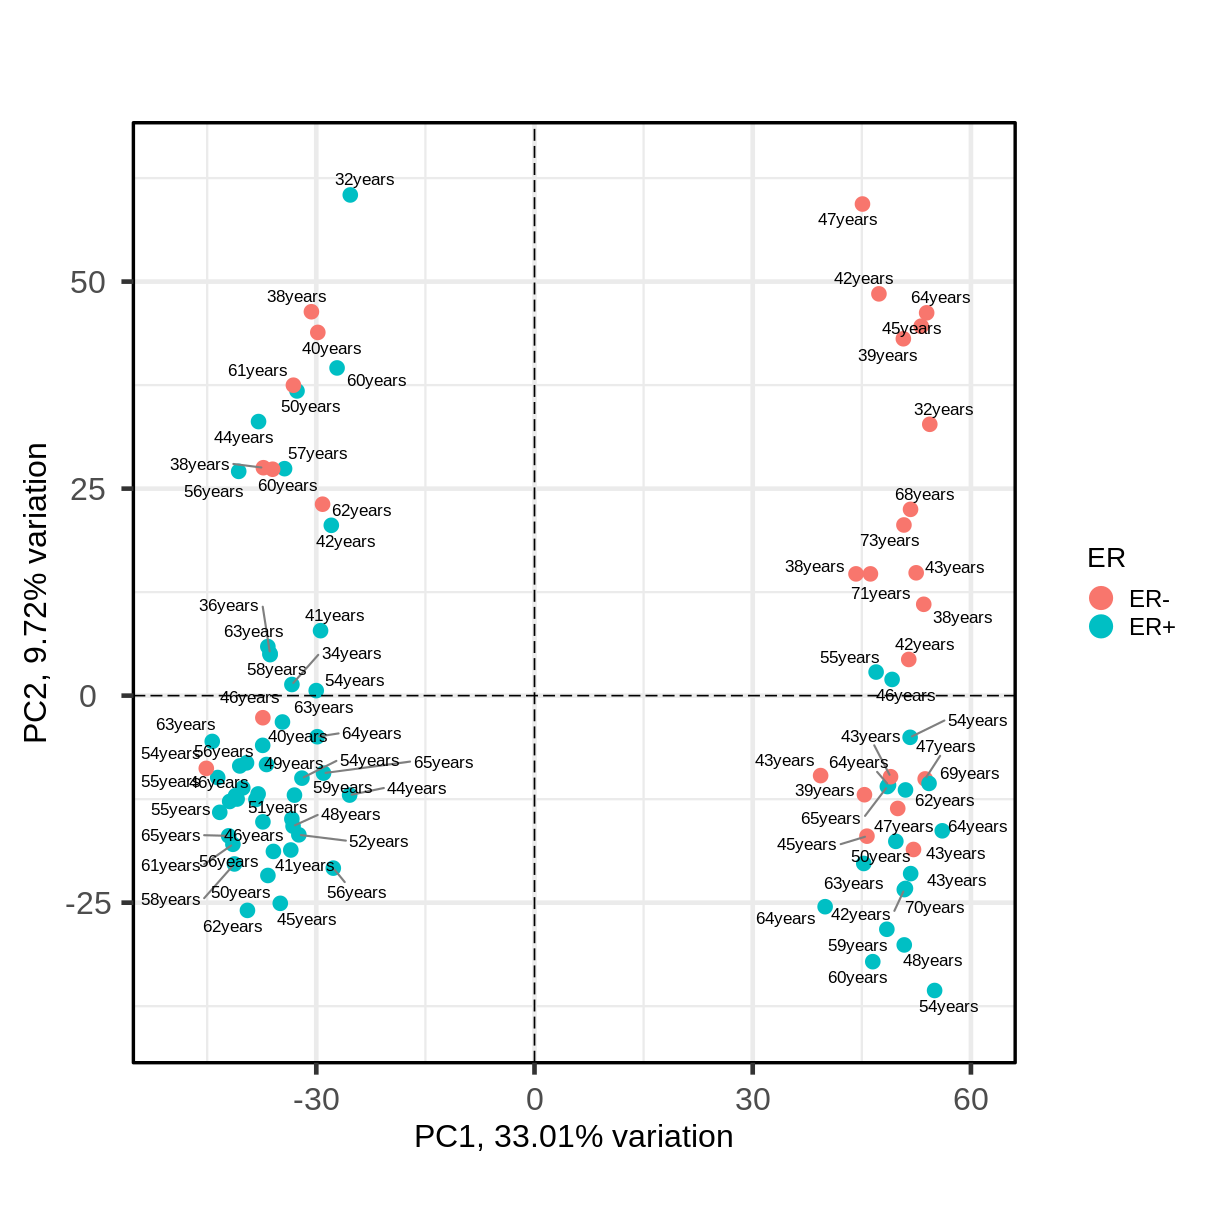 32years
47years
42years
50
38years
64years
45years
40years
39years
61years
60years
50years
32years
44years
57years
38years
56years
60years
25
68years
62years
42years
73years
38years
43years
71years
36years
41years
38years
63years
42years
34years
55years
58years
54years
0
46years
46years
63years
54years
63years
40years
64years
43years
47years
54years
56years
49years
54years
65years
43years
64years
69years
55years
46years
59years
44years
39years
62years
55years
51years
48years
65years
47years
64years
65years
46years
52years
45years
50years
43years
61years
56years
41years
63years
43years
58years
50years
56years
-25
70years
62years
45years
64years
42years
59years
48years
60years
54years
-30
0
30
60
PC1, 33.01% variation
PC2, 9.72% variation
ER
ER-
ER+